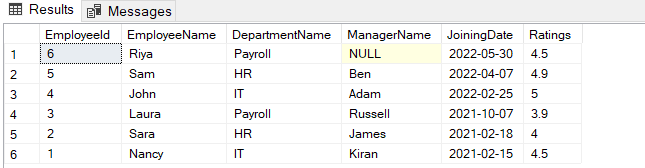 Results Messages
EmployeeId EmployeeName DepartmentName ManagerName JoiningDate Ratings
1 6 Riya Payroll NULL 2022-05-30 4.5
2 5 Sam HR Ben 2022-04-07 4.9
3 4 John IT Adam 2022-02-25 5
4 3 Laura Payroll Russell 2021-10-07 3.9
5 2 Sara HR James 2021-02-18 4
6 1 Nancy IT Kiran 2021-02-15 4.5